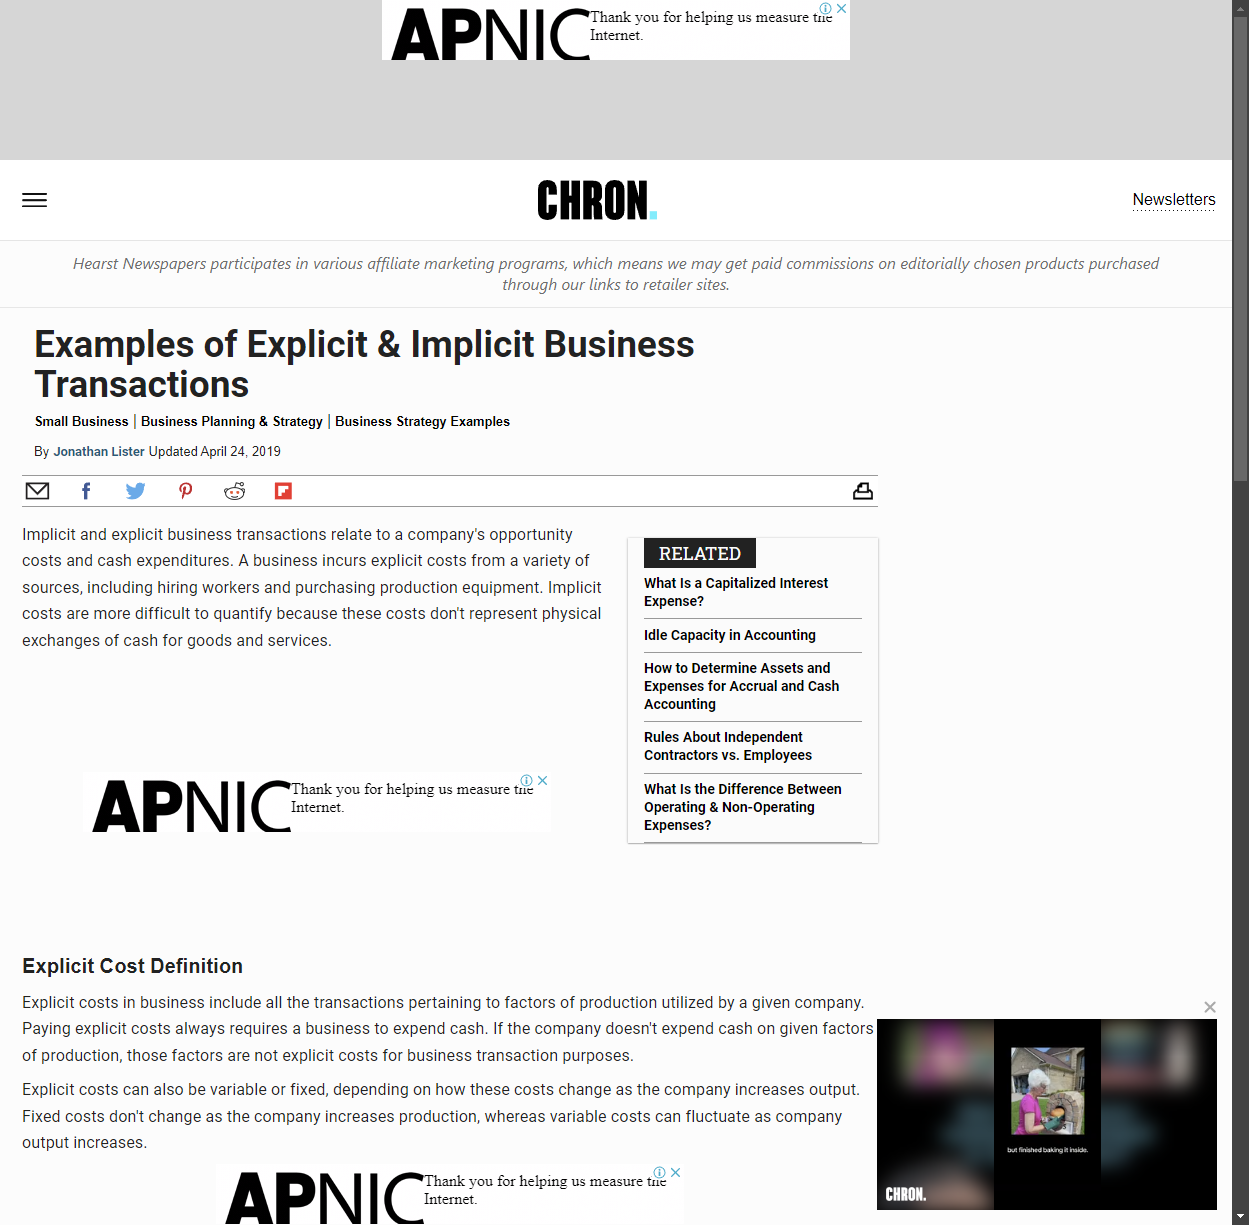 APNIC
Thank you for helping us measure the
Internet.
CHRON.
Newsletters
Hearst Newspapers participates in various affiliate marketing programs, which means we may get paid commissions on editorially chosen products purchased
through our links to retailer sites.
Examples of Explicit & Implicit Business
Transactions
Small Business | Business Planning & Strategy | Business Strategy Examples
By Jonathan Lister Updated April 24, 2019
Implicit and explicit business transactions relate to a company's opportunity
costs and cash expenditures. A business incurs explicit costs from a variety of
sources, including hiring workers and purchasing production equipment. Implicit
costs are more difficult to quantify because these costs don't represent physical
exchanges of cash for goods and services.
RELATED
What Is a Capitalized Interest
Expense?
Idle Capacity in Accounting
How to Determine Assets and
Expenses for Accrual and Cash
Accounting
Rules About Independent
Contractors vs. Employees
What Is the Difference Between
Operating & Non-Operating
Expenses?
APNIC
Thank you for helping us measure the
Internet.
Explicit Cost Definition
Explicit costs in business include all the transactions pertaining to factors of production utilized by a given company.
Paying explicit costs always requires a business to expend cash. If the company doesn't expend cash on given factors
of production, those factors are not explicit costs for business transaction purposes.
Explicit costs can also be variable or fixed, depending on how these costs change as the company increases output.
Fixed costs don't change as the company increases production, whereas variable costs can fluctuate as company
output increases.
but finished baking it inside.
CHRON.
APNIC
Thank you for helping us measure the
Internet.